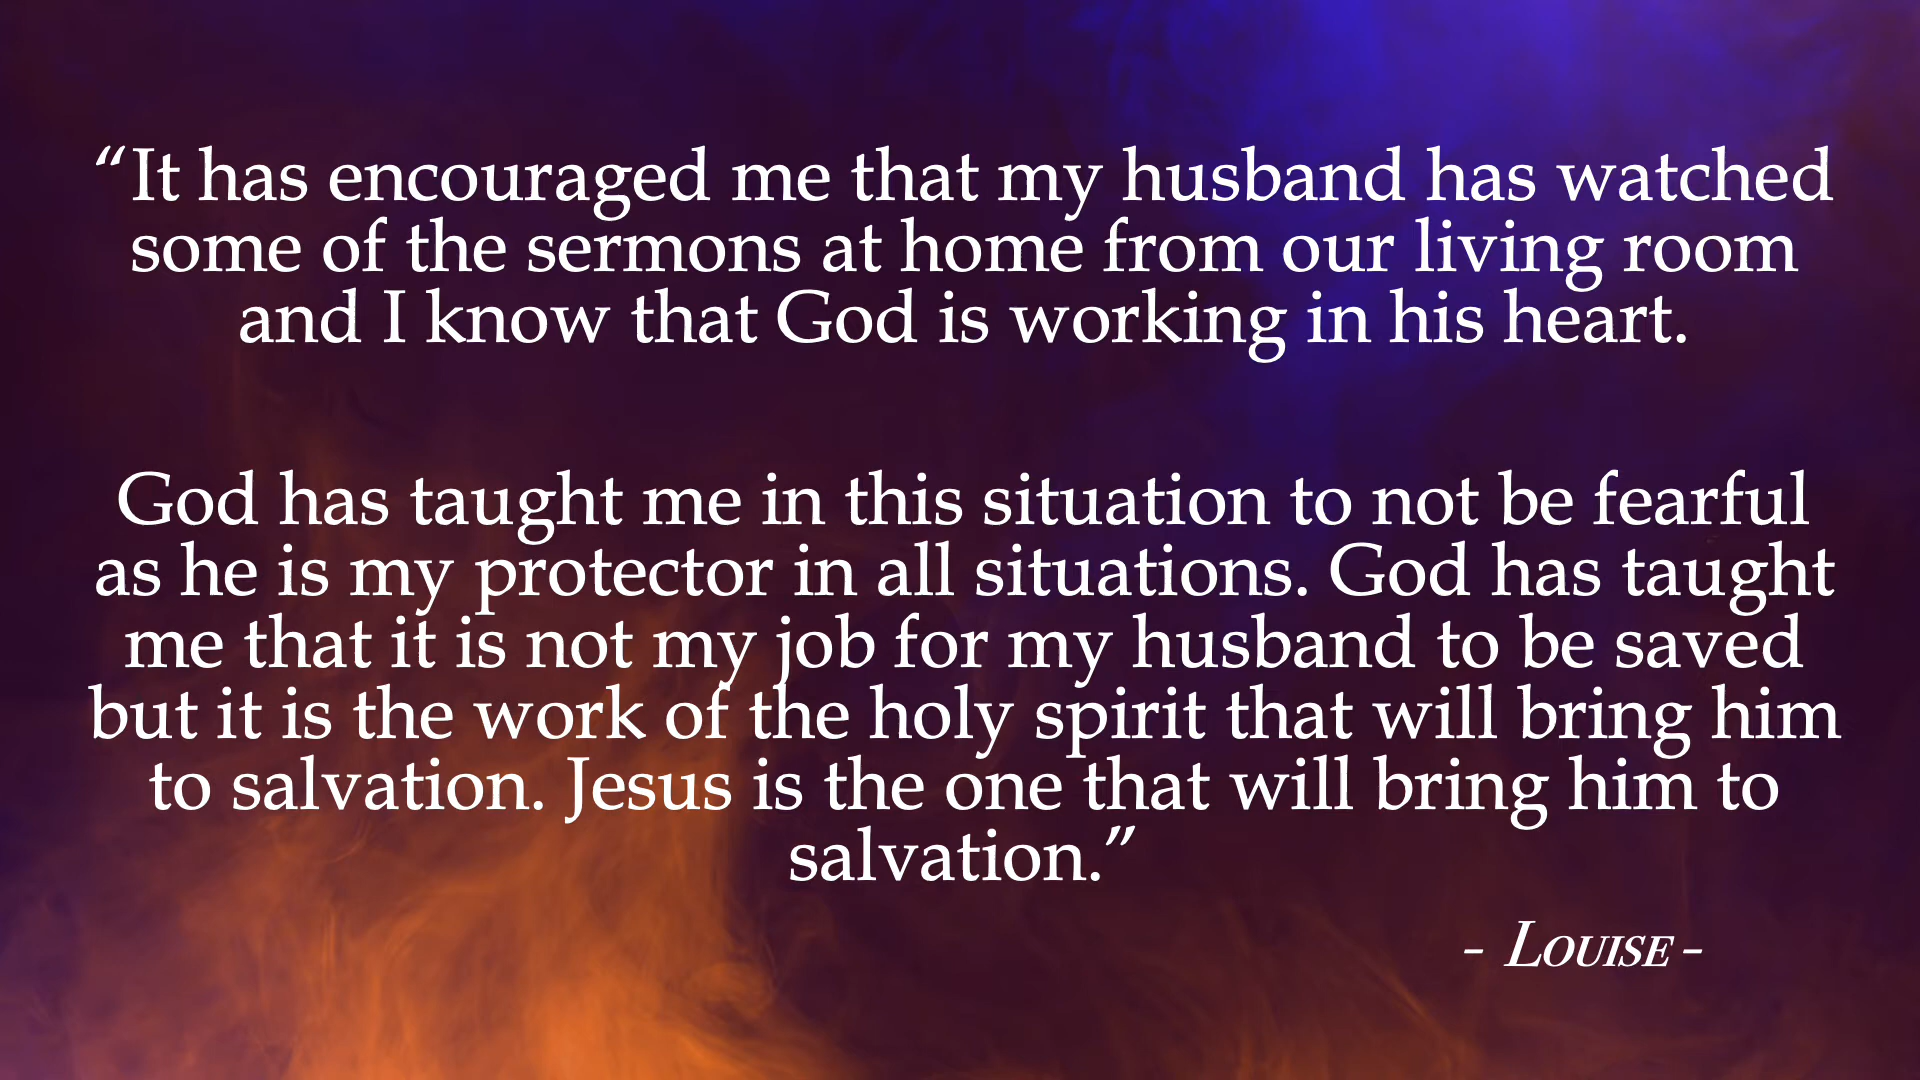 “It has encouraged me that my husband has watched
some of the sermons at home from our living room
and I know that God is working in his heart.
God has taught me in this situation to not be fearful
as he is my protector in all situations. God has taught
me that it is not my job for my husband to be saved
but it is the work of the holy spirit that will bring him
to salvation. Jesus is the one that will bring him to
salvation.”
- Louise -